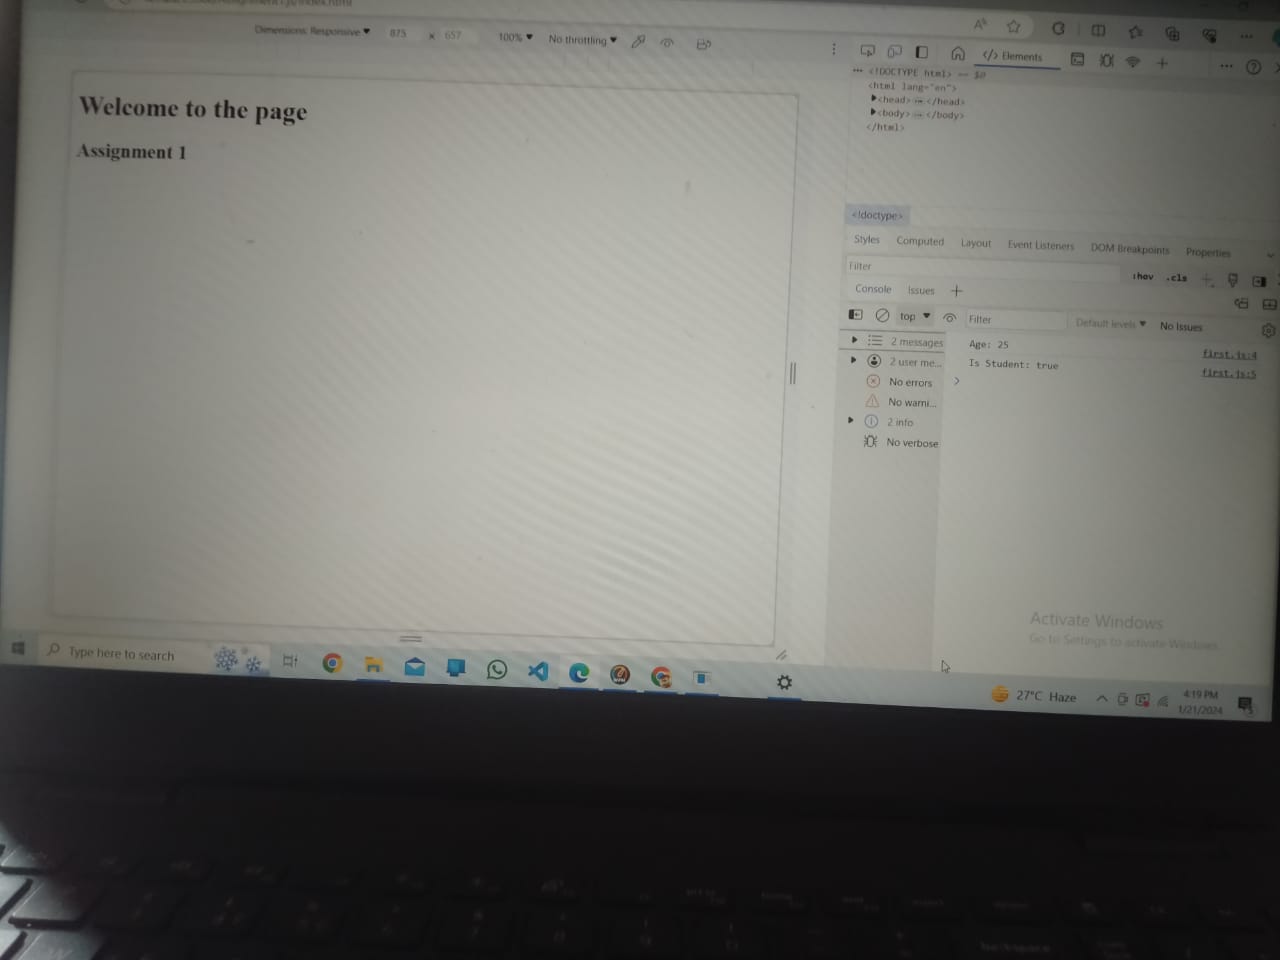 Dimensions: Responsive ▼ 875 × 657 100% ▼ No throttling ▼
Welcome to the page
Assignment 1
</> Elements
··· <!DOCTYPE html> == $0
<html lang="en">
▶<head> ··· </head>
▶<body> ··· </body>
</html>
<!doctype>
Styles Computed Layout Event Listeners DOM Breakpoints Properties
Filter
:hov .cls
Console Issues +
top ▼ Filter Default levels ▼ No Issues
2 messages
2 user me...
No errors
No warni...
2 info
No verbose
Age: 25 first.js:4
Is Student: true first.js:5
Activate Windows
Go to Settings to activate Windows.
Type here to search
27°C Haze
4:19 PM
1/21/2024